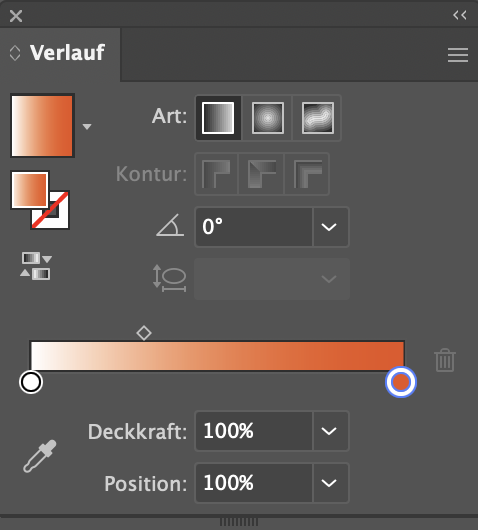 Verlauf
Art:
Kontur:
0°
Deckkraft: 100%
Position: 100%